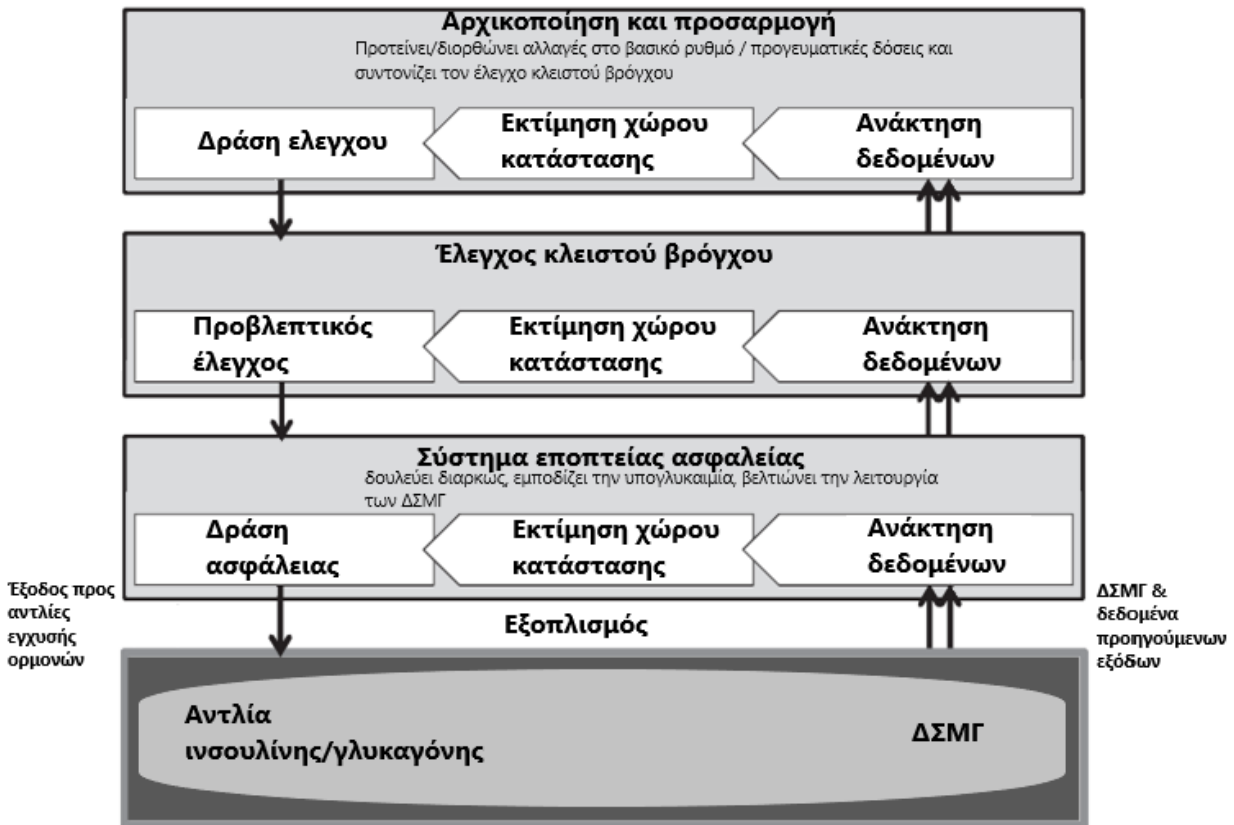 Αρχικοποίηση και προσαρμογή
Προτείνει/διορθώνει αλλαγές στο βασικό ρυθμό / προγευματικές δόσεις και
συντονίζει τον έλεγχο κλειστού βρόγχου
Δράση ελεγχου
Εκτίμηση χώρου
κατάστασης
Ανάκτηση
δεδομένων
Έλεγχος κλειστού βρόγχου
Προβλεπτικός
έλεγχος
Εκτίμηση χώρου
κατάστασης
Ανάκτηση
δεδομένων
Σύστημα εποπτείας ασφαλείας
δουλεύει διαρκώς, εμποδίζει την υπογλυκαιμία, βελτιώνει την λειτουργία
των ΔΣΜΓ
Δράση
ασφάλειας
Εκτίμηση χώρου
κατάστασης
Ανάκτηση
δεδομένων
Έξοδος προς
αντλίες
εγχυσής
ορμονών
Εξοπλισμός
ΔΣΜΓ &
δεδομένα
προηγούμενων
εξόδων
Αντλία
ινσουλίνης/γλυκαγόνης
ΔΣΜΓ